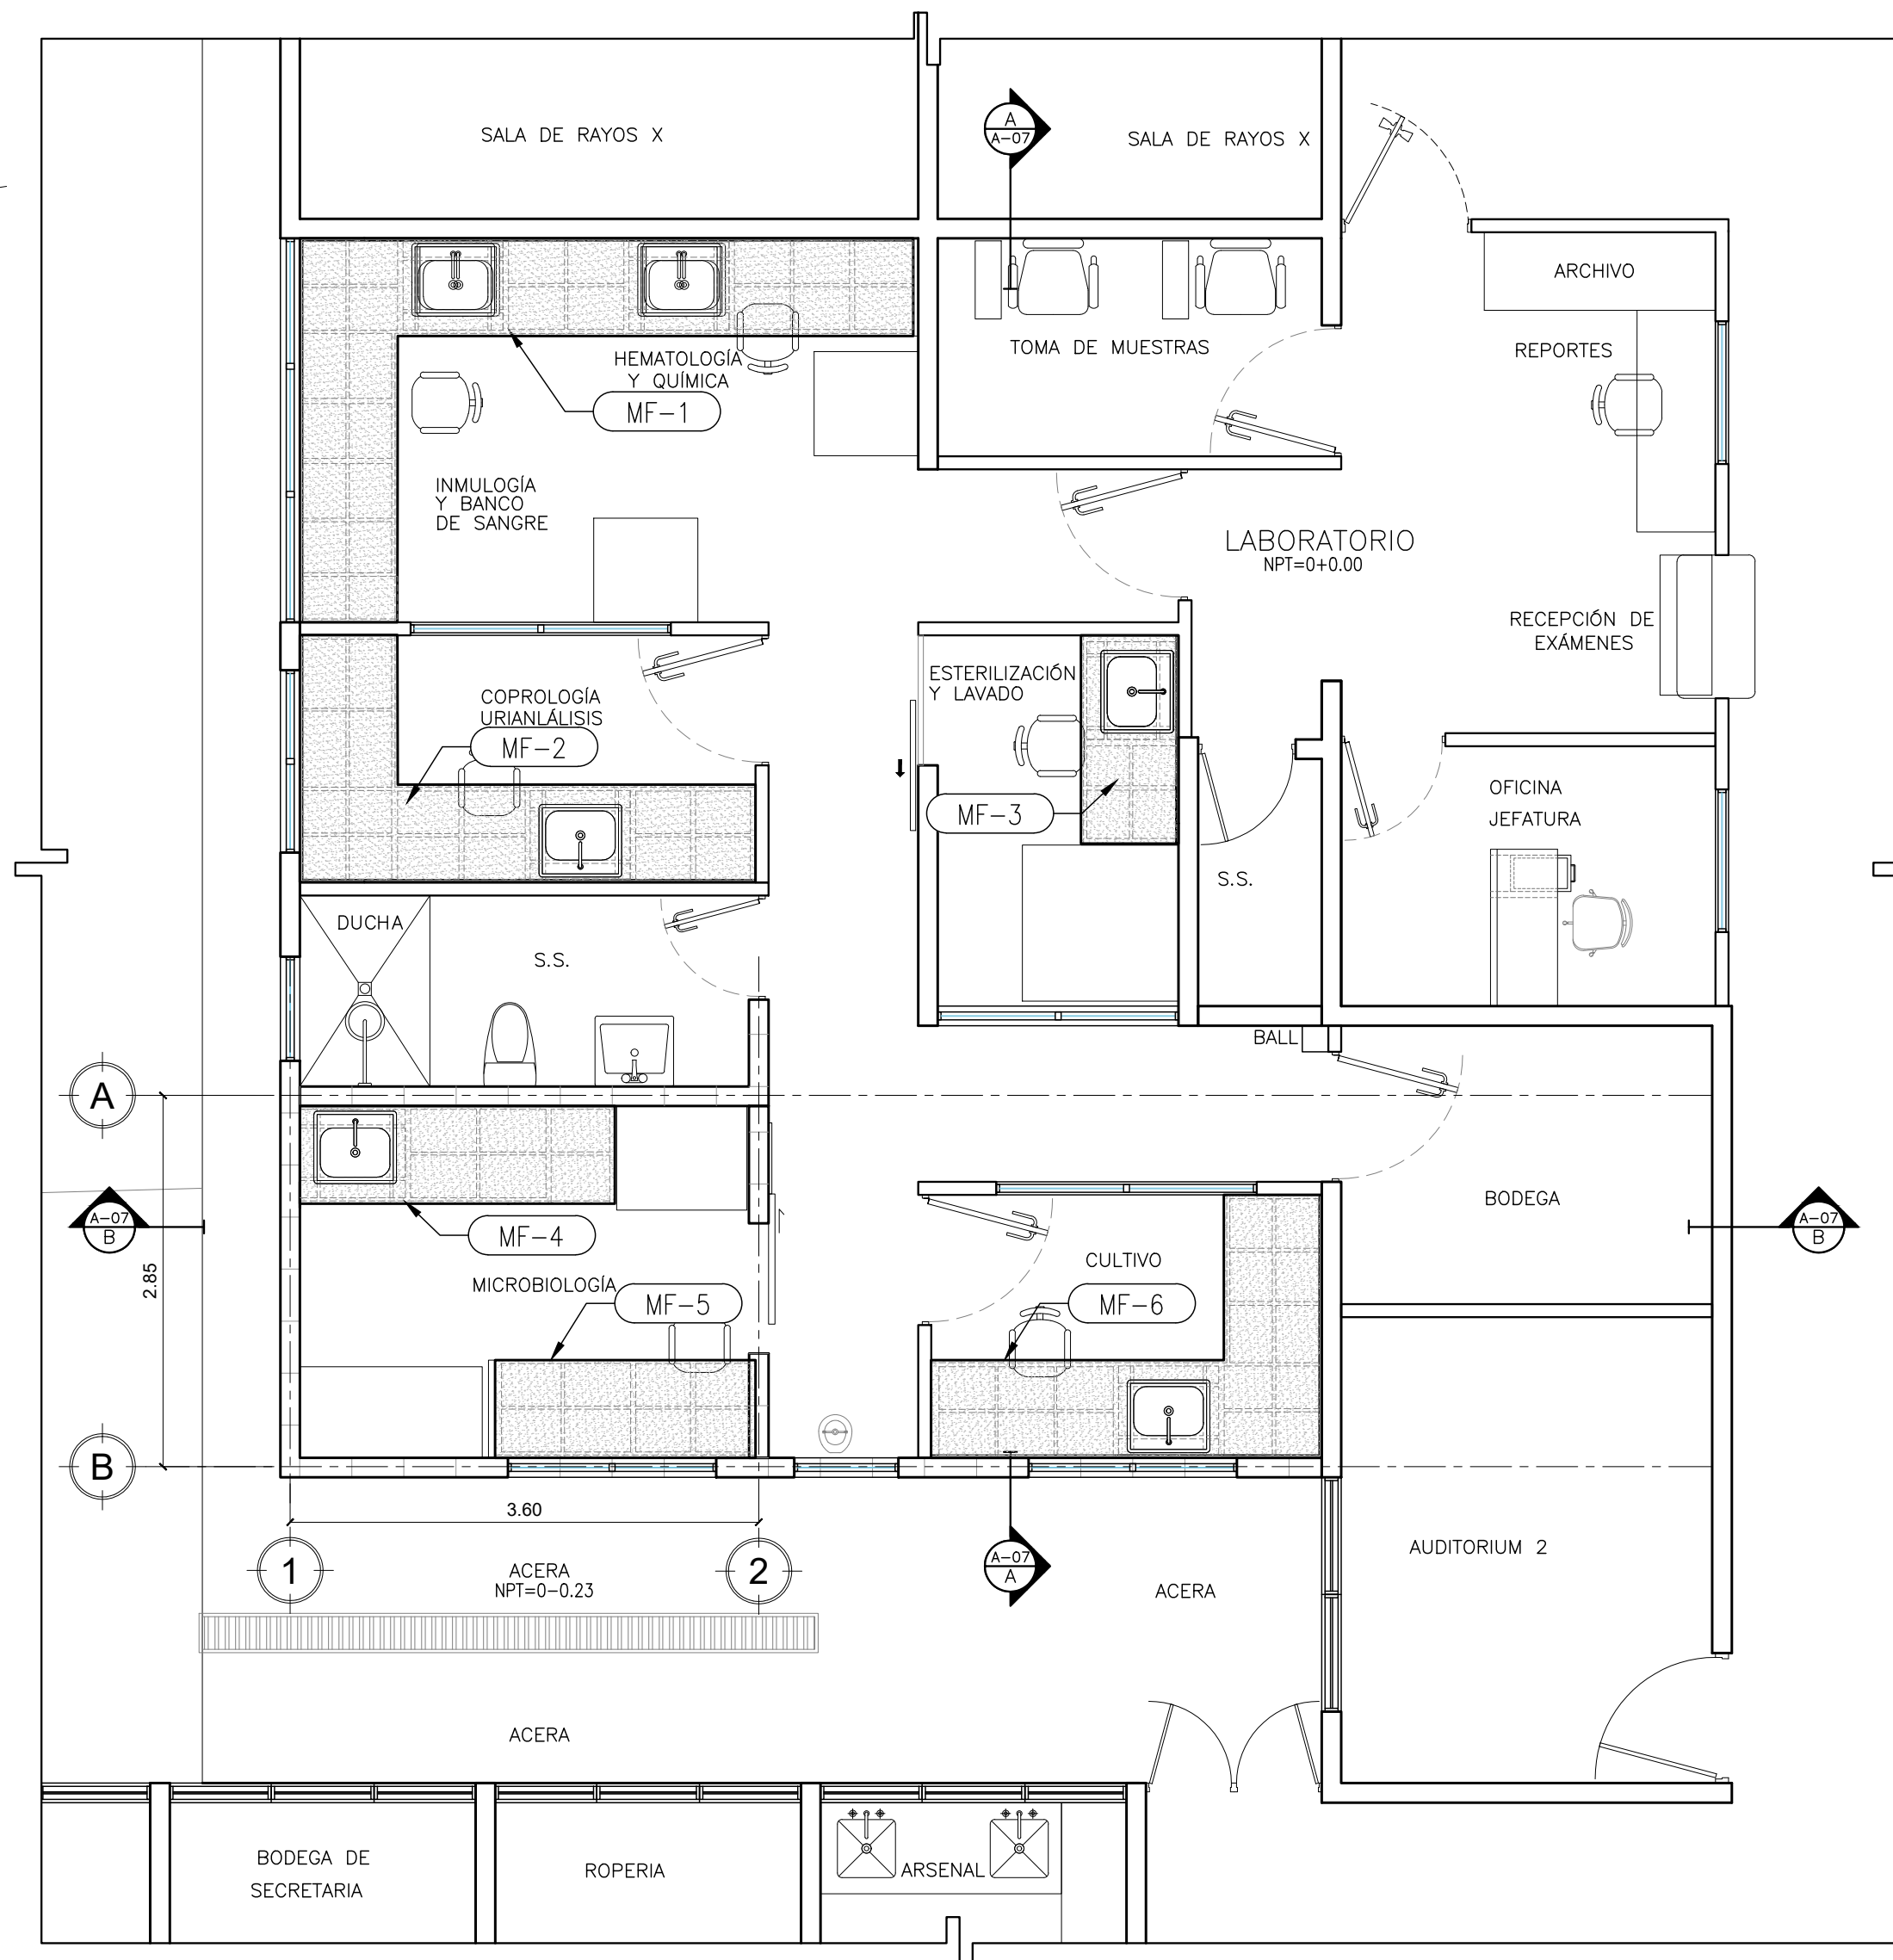 SALA DE RAYOS X
A
A-07
SALA DE RAYOS X
ARCHIVO
TOMA DE MUESTRAS
REPORTES
HEMATOLOGÍA
Y QUÍMICA
MF-1
INMULOGÍA
Y BANCO
DE SANGRE
LABORATORIO
NPT=0+0.00
RECEPCIÓN DE
EXÁMENES
ESTERILIZACIÓN
Y LAVADO
COPROLOGÍA
URIANLÁLISIS
MF-2
MF-3
OFICINA
JEFATURA
S.S.
DUCHA
S.S.
BALL
A
BODEGA
A-07
B
A-07
B
MF-4
CULTIVO
MICROBIOLOGÍA
MF-5
MF-6
2.85
B
3.60
AUDITORIUM 2
1
2
ACERA
NPT=0-0.23
A-07
A
ACERA
ACERA
BODEGA DE
SECRETARIA
ROPERIA
ARSENAL